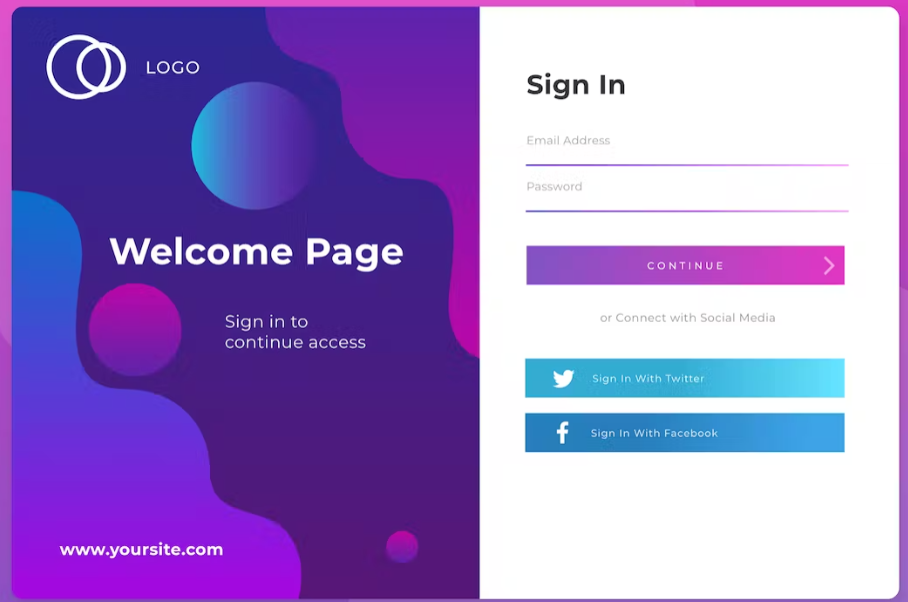 LOGO
Welcome Page
Sign in to
continue access
www.yoursite.com
Sign In
Email Address
Password
CONTINUE
or Connect with Social Media
Sign In With Twitter
Sign In With Facebook